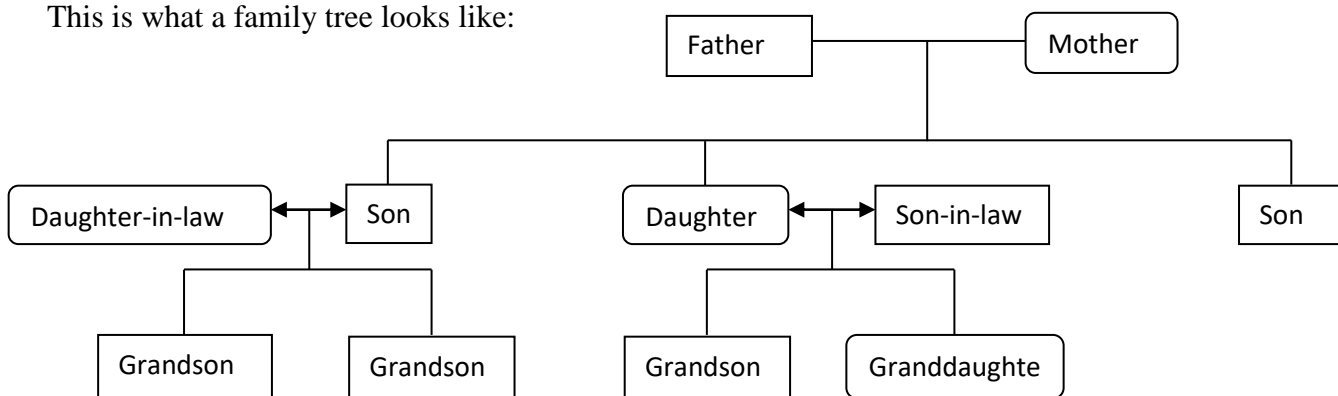 This is what a family tree looks like:
Father Mother
Daughter-in-law Son Daughter Son-in-law Son
Grandson Grandson Grandson Granddaughte